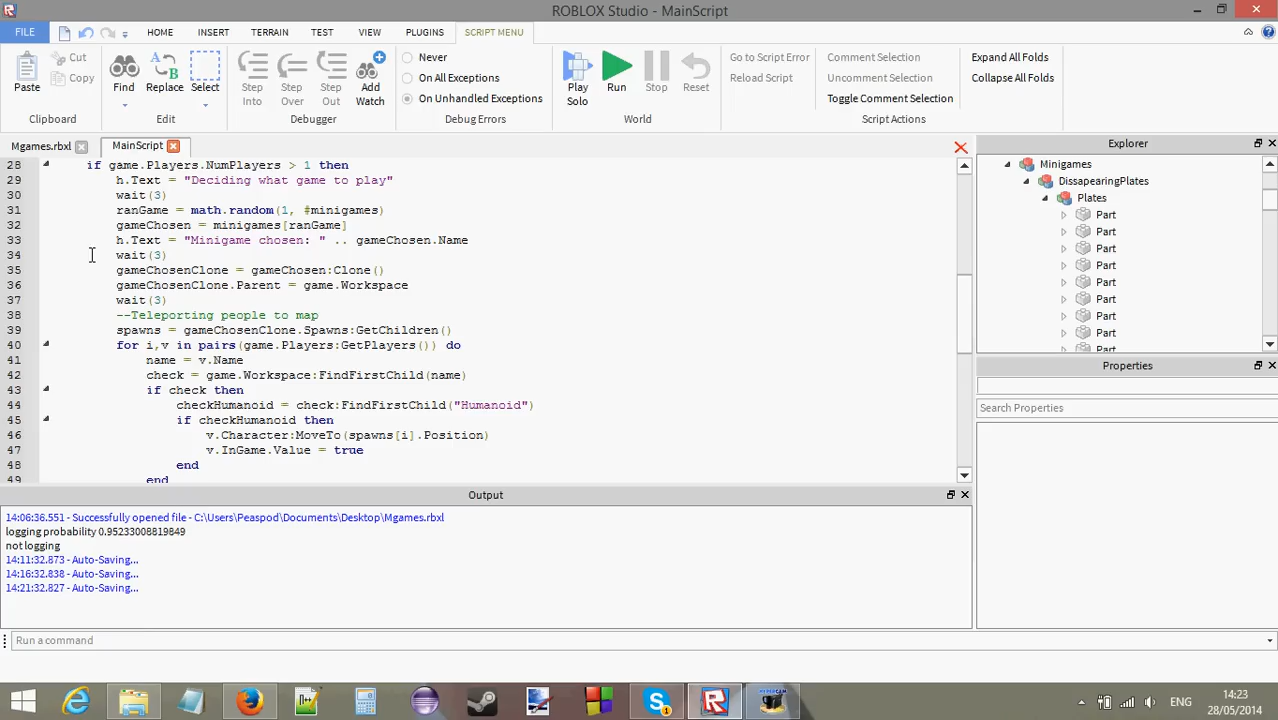 ROBLOX Studio - MainScript
FILE HOME INSERT TERRAIN TEST VIEW PLUGINS SCRIPT MENU
Paste
Cut
Copy
Clipboard
Find
Replace
Select
Edit
Step Into
Step Over
Step Out
Add Watch
Debugger
Never
On All Exceptions
On Unhandled Exceptions
Debug Errors
Play Solo
Run
Stop
Reset
World
Go to Script Error
Reload Script
Comment Selection
Uncomment Selection
Toggle Comment Selection
Script Actions
Expand All Folds
Collapse All Folds
Mgames.rbxl
MainScript
28 if game.Players.NumPlayers > 1 then
29 h.Text = "Deciding what game to play"
30 wait(3)
31 ranGame = math.random(1, #minigames)
32 gameChosen = minigames[ranGame]
33 h.Text = "Minigame chosen: " .. gameChosen.Name
34 wait(3)
35 gameChosenClone = gameChosen:Clone()
36 gameChosenClone.Parent = game.Workspace
37 wait(3)
38 --Teleporting people to map
39 spawns = gameChosenClone.Spawns:GetChildren()
40 for i,v in pairs(game.Players:GetPlayers()) do
41 name = v.Name
42 check = game.Workspace:FindFirstChild(name)
43 if check then
44 checkHumanoid = check:FindFirstChild("Humanoid")
45 if checkHumanoid then
46 v.Character:MoveTo(spawns[i].Position)
47 v.InGame.Value = true
48 end
49 end
Explorer
Minigames
DissapearingPlates
Plates
Part
Part
Part
Part
Part
Part
Part
Part
Part
Properties
Search Properties
Output
14:06:36.551 - Successfully opened file - C:\Users\Peaspod\Documents\Desktop\Mgames.rbxl
logging probability 0.95233008819849
not logging
14:11:32.873 - Auto-Saving...
14:16:32.838 - Auto-Saving...
14:21:32.827 - Auto-Saving...
Run a command
ENG
14:23
28/05/2014